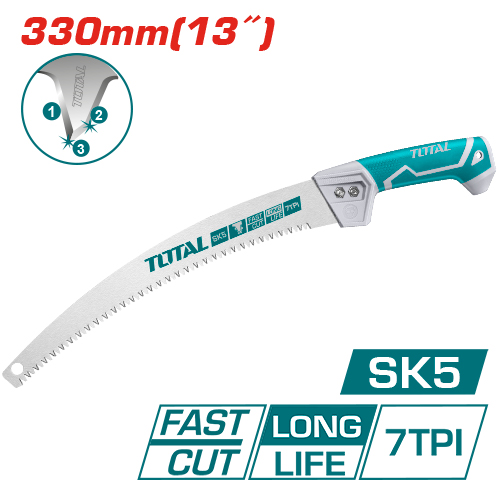 330mm(13″)
TOTAL
1
2
3
TOTAL
TOTAL
SK5
FAST CUT
LONG LIFE
7TPI
SK5
FAST CUT
LONG LIFE
7TPI